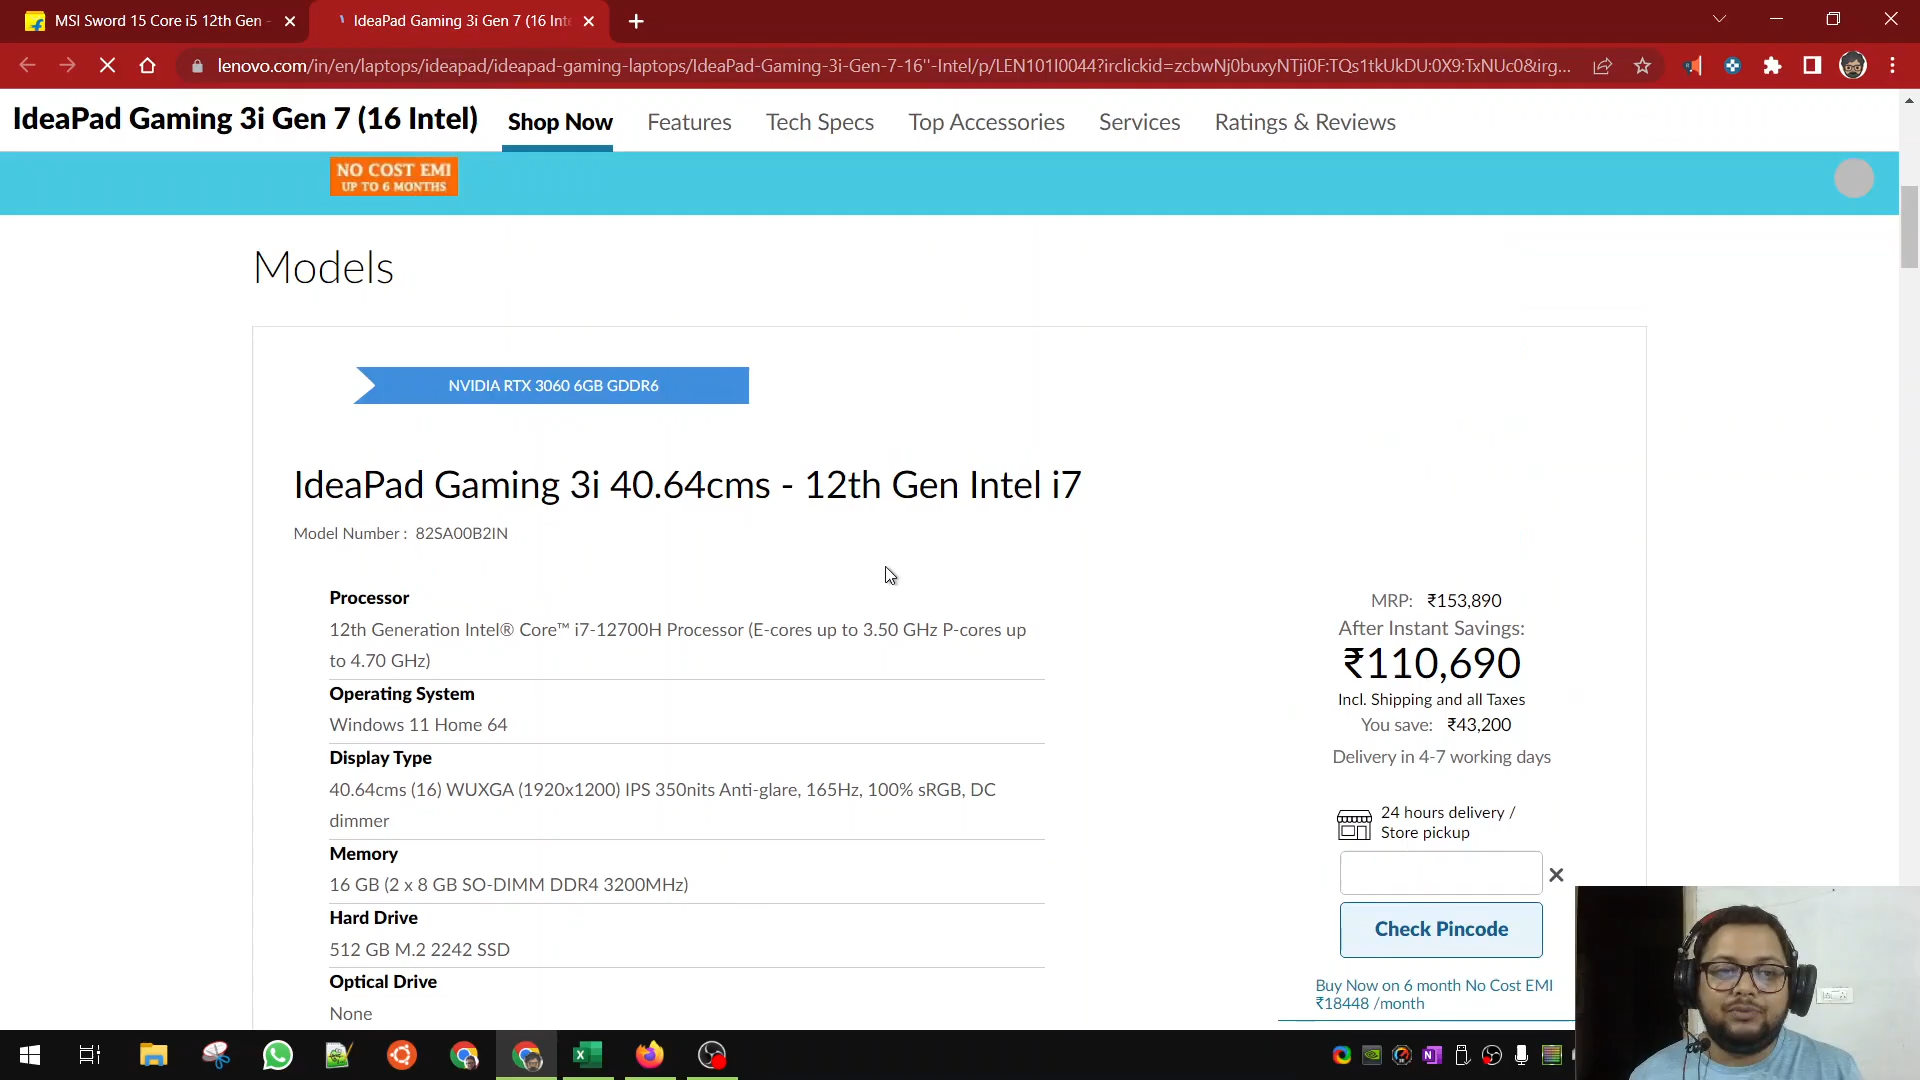 MSI Sword 15 Core i5 12th Gen -
IdeaPad Gaming 3i Gen 7 (16 Inte
lenovo.com/in/en/laptops/ideapad/ideapad-gaming-laptops/IdeaPad-Gaming-3i-Gen-7-16''-Intel/p/LEN101I0044?irclickid=zcbwNj0buxyNTji0F:TQs1tkUkDU:0X9:TxNUc0&irg...
IdeaPad Gaming 3i Gen 7 (16 Intel)
Shop Now
Features
Tech Specs
Top Accessories
Services
Ratings & Reviews
NO COST EMI
UP TO 6 MONTHS
Models
NVIDIA RTX 3060 6GB GDDR6
IdeaPad Gaming 3i 40.64cms - 12th Gen Intel i7
Model Number : 82SA00B2IN
Processor
12th Generation Intel® Core™ i7-12700H Processor (E-cores up to 3.50 GHz P-cores up
to 4.70 GHz)
Operating System
Windows 11 Home 64
Display Type
40.64cms (16) WUXGA (1920x1200) IPS 350nits Anti-glare, 165Hz, 100% sRGB, DC
dimmer
Memory
16 GB (2 x 8 GB SO-DIMM DDR4 3200MHz)
Hard Drive
512 GB M.2 2242 SSD
Optical Drive
None
MRP: ₹153,890
After Instant Savings:
₹110,690
Incl. Shipping and all Taxes
You save: ₹43,200
Delivery in 4-7 working days
24 hours delivery /
Store pickup
Check Pincode
Buy Now on 6 month No Cost EMI
₹18448 /month